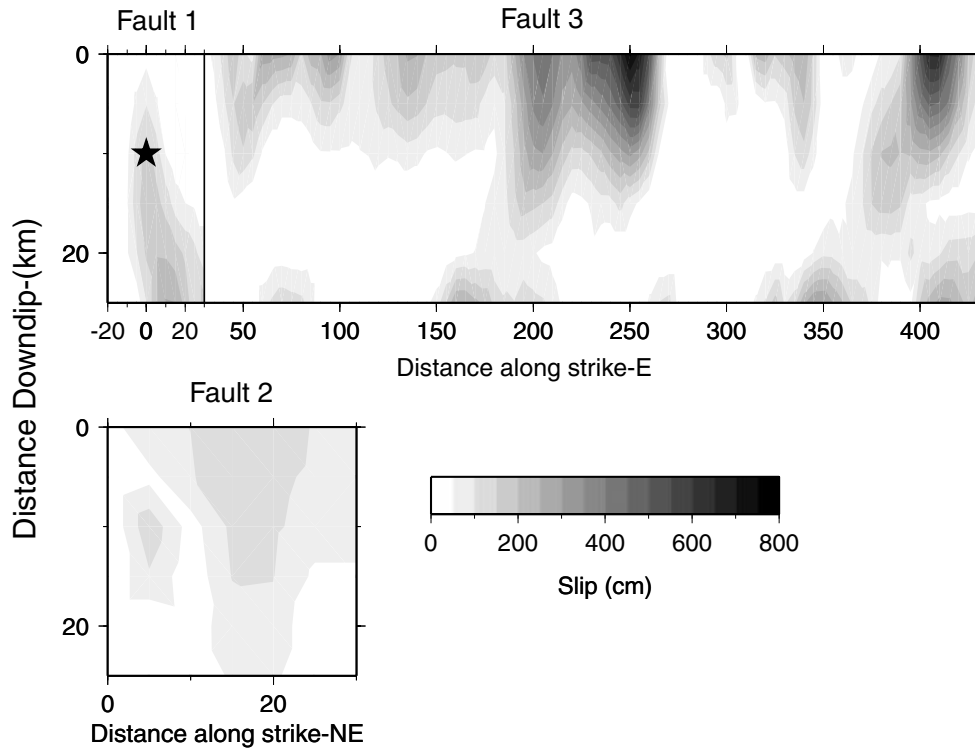 Fault 1 Fault 3
0
20
-20 0 20 50 100 150 200 250 300 350 400
Distance along strike-E
Distance Downdip-(km)
Fault 2
0
20
0 20
Distance along strike-NE
0 200 400 600 800
Slip (cm)